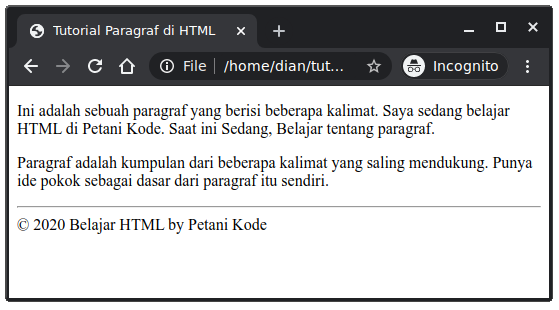 Tutorial Paragraf di HTML
File
/home/dian/tut...
Incognito
Ini adalah sebuah paragraf yang berisi beberapa kalimat. Saya sedang belajar
HTML di Petani Kode. Saat ini Sedang, Belajar tentang paragraf.
Paragraf adalah kumpulan dari beberapa kalimat yang saling mendukung. Punya
ide pokok sebagai dasar dari paragraf itu sendiri.
© 2020 Belajar HTML by Petani Kode